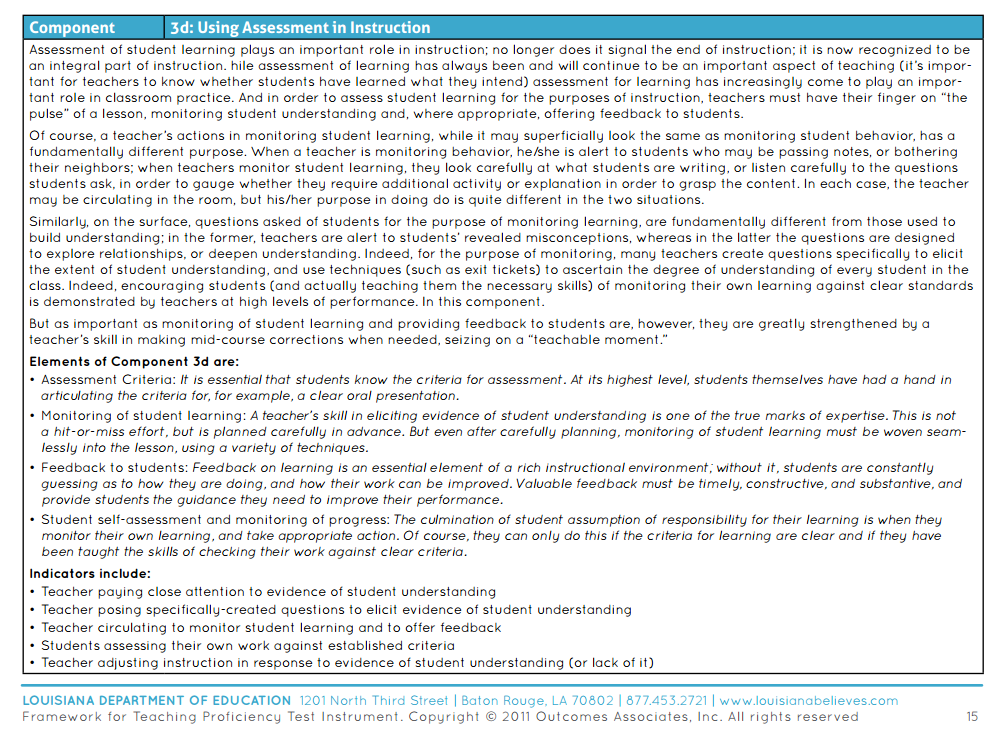 Component 3d: Using Assessment in Instruction
Assessment of student learning plays an important role in instruction; no longer does it signal the end of instruction; it is now recognized to be
an integral part of instruction. hile assessment of learning has always been and will continue to be an important aspect of teaching (it's impor-
tant for teachers to know whether students have learned what they intend) assessment for learning has increasingly come to play an impor-
tant role in classroom practice. And in order to assess student learning for the purposes of instruction, teachers must have their finger on "the
pulse" of a lesson, monitoring student understanding and, where appropriate, offering feedback to students.
Of course, a teacher's actions in monitoring student learning, while it may superficially look the same as monitoring student behavior, has a
fundamentally different purpose. When a teacher is monitoring behavior, he/she is alert to students who may be passing notes, or bothering
their neighbors; when teachers monitor student learning, they look carefully at what students are writing, or listen carefully to the questions
students ask, in order to gauge whether they require additional activity or explanation in order to grasp the content. In each case, the teacher
may be circulating in the room, but his/her purpose in doing do is quite different in the two situations.
Similarly, on the surface, questions asked of students for the purpose of monitoring learning, are fundamentally different from those used to
build understanding; in the former, teachers are alert to students' revealed misconceptions, whereas in the latter the questions are designed
to explore relationships, or deepen understanding. Indeed, for the purpose of monitoring, many teachers create questions specifically to elicit
the extent of student understanding, and use techniques (such as exit tickets) to ascertain the degree of understanding of every student in the
class. Indeed, encouraging students (and actually teaching them the necessary skills) of monitoring their own learning against clear standards
is demonstrated by teachers at high levels of performance. In this component.
But as important as monitoring of student learning and providing feedback to students are, however, they are greatly strengthened by a
teacher's skill in making mid-course corrections when needed, seizing on a "teachable moment."
Elements of Component 3d are:
• Assessment Criteria: It is essential that students know the criteria for assessment. At its highest level, students themselves have had a hand in
articulating the criteria for, for example, a clear oral presentation.
• Monitoring of student learning: A teacher's skill in eliciting evidence of student understanding is one of the true marks of expertise. This is not
a hit-or-miss effort, but is planned carefully in advance. But even after carefully planning, monitoring of student learning must be woven seam-
lessly into the lesson, using a variety of techniques.
• Feedback to students: Feedback on learning is an essential element of a rich instructional environment; without it, students are constantly
guessing as to how they are doing, and how their work can be improved. Valuable feedback must be timely, constructive, and substantive, and
provide students the guidance they need to improve their performance.
• Student self-assessment and monitoring of progress: The culmination of student assumption of responsibility for their learning is when they
monitor their own learning, and take appropriate action. Of course, they can only do this if the criteria for learning are clear and if they have
been taught the skills of checking their work against clear criteria.
Indicators include:
• Teacher paying close attention to evidence of student understanding
• Teacher posing specifically-created questions to elicit evidence of student understanding
• Teacher circulating to monitor student learning and to offer feedback
• Students assessing their own work against established criteria
• Teacher adjusting instruction in response to evidence of student understanding (or lack of it)
LOUISIANA DEPARTMENT OF EDUCATION 1201 North Third Street | Baton Rouge, LA 70802 | 877.453.2721 | www.louisianabelieves.com
Framework for Teaching Proficiency Test Instrument. Copyright © 2011 Outcomes Associates, Inc. All rights reserved 15